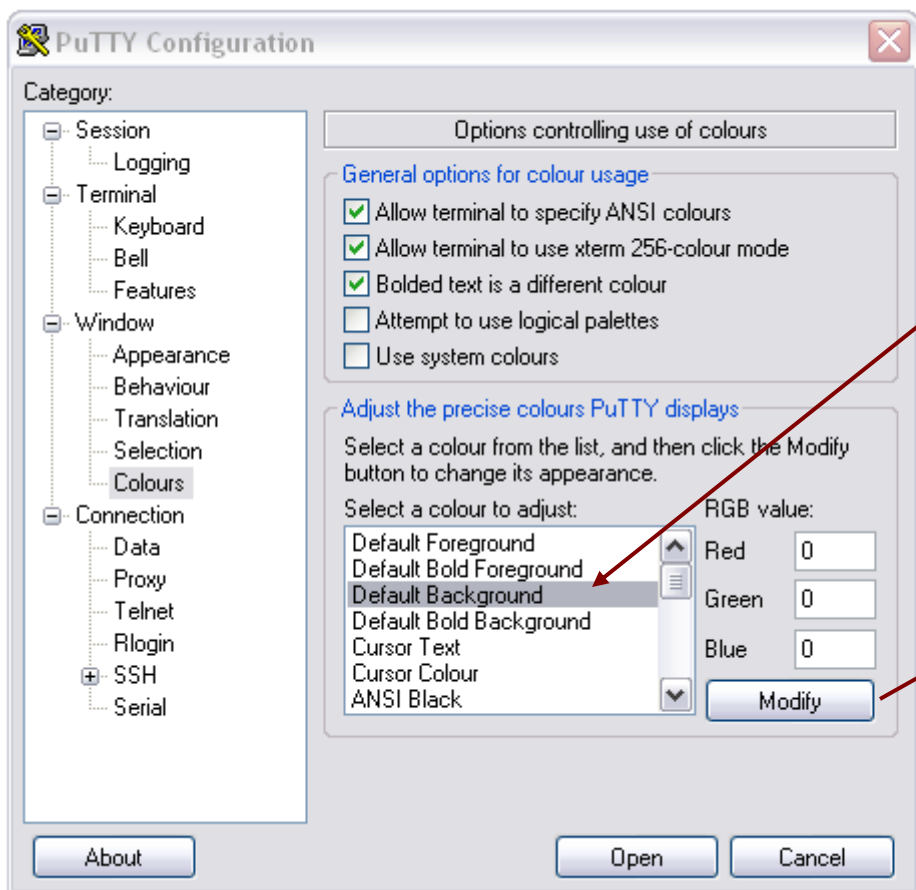 PuTTY Configuration
Category:
Session
Logging
Terminal
Keyboard
Bell
Features
Window
Appearance
Behaviour
Translation
Selection
Colours
Connection
Data
Proxy
Telnet
Rlogin
SSH
Serial
Options controlling use of colours
General options for colour usage
Allow terminal to specify ANSI colours
Allow terminal to use xterm 256-colour mode
Bolded text is a different colour
Attempt to use logical palettes
Use system colours
Adjust the precise colours PuTTY displays
Select a colour from the list, and then click the Modify
button to change its appearance.
Select a colour to adjust:
Default Foreground
Default Bold Foreground
Default Background
Default Bold Background
Cursor Text
Cursor Colour
ANSI Black
RGB value:
Red 0
Green 0
Blue 0
Modify
About
Open
Cancel